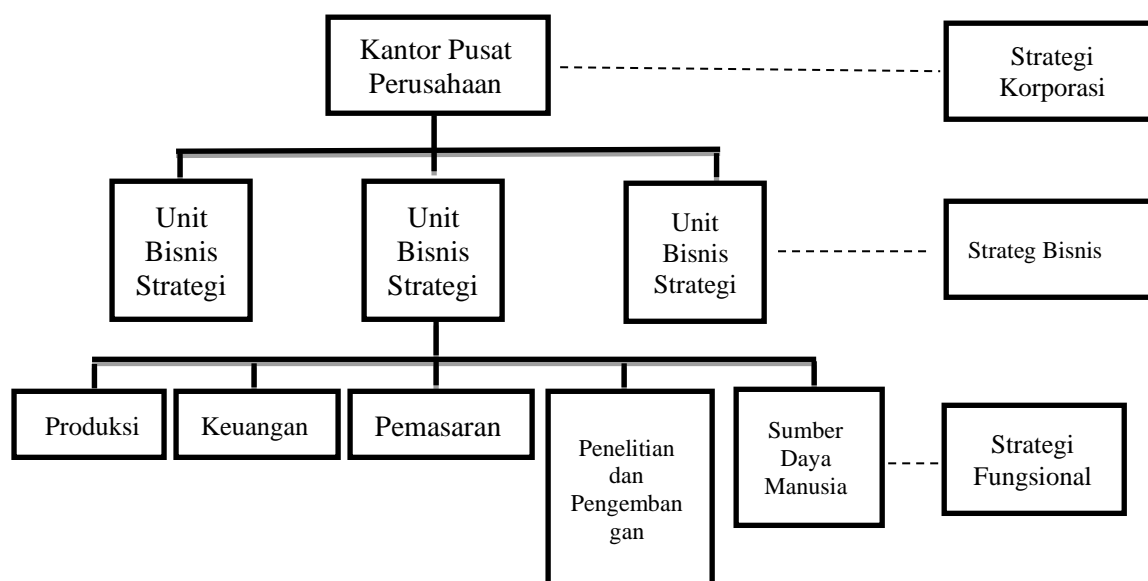 Kantor Pusat
Perusahaan
Strategi
Korporasi
Unit
Bisnis
Strategi
Unit
Bisnis
Strategi
Unit
Bisnis
Strategi
Strateg Bisnis
Produksi
Keuangan
Pemasaran
Penelitian
dan
Pengemban
gan
Sumber
Daya
Manusia
Strategi
Fungsional